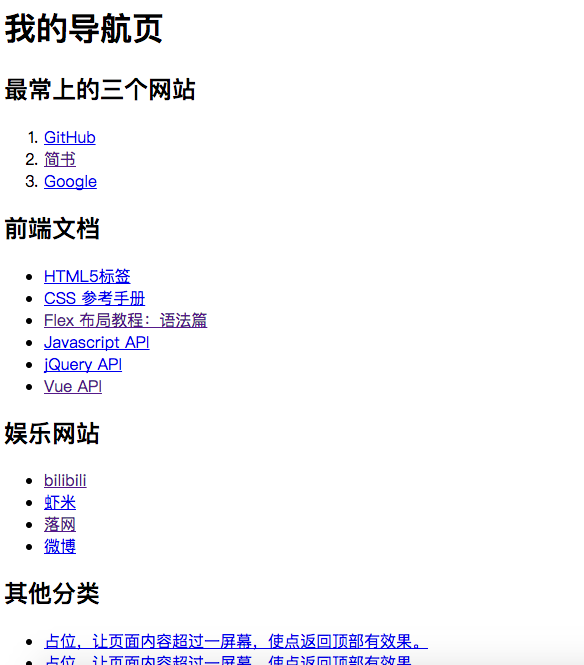 我的导航页
最常上的三个网站
1. GitHub
2. 简书
3. Google
前端文档
HTML5标签
CSS 参考手册
Flex 布局教程：语法篇
Javascript API
jQuery API
Vue API
娱乐网站
bilibili
虾米
落网
微博
其他分类
占位，让页面内容超过一屏幕，使点返回顶部有效果。
占位，让页面内容超过一屏幕，使点返回顶部有效果。